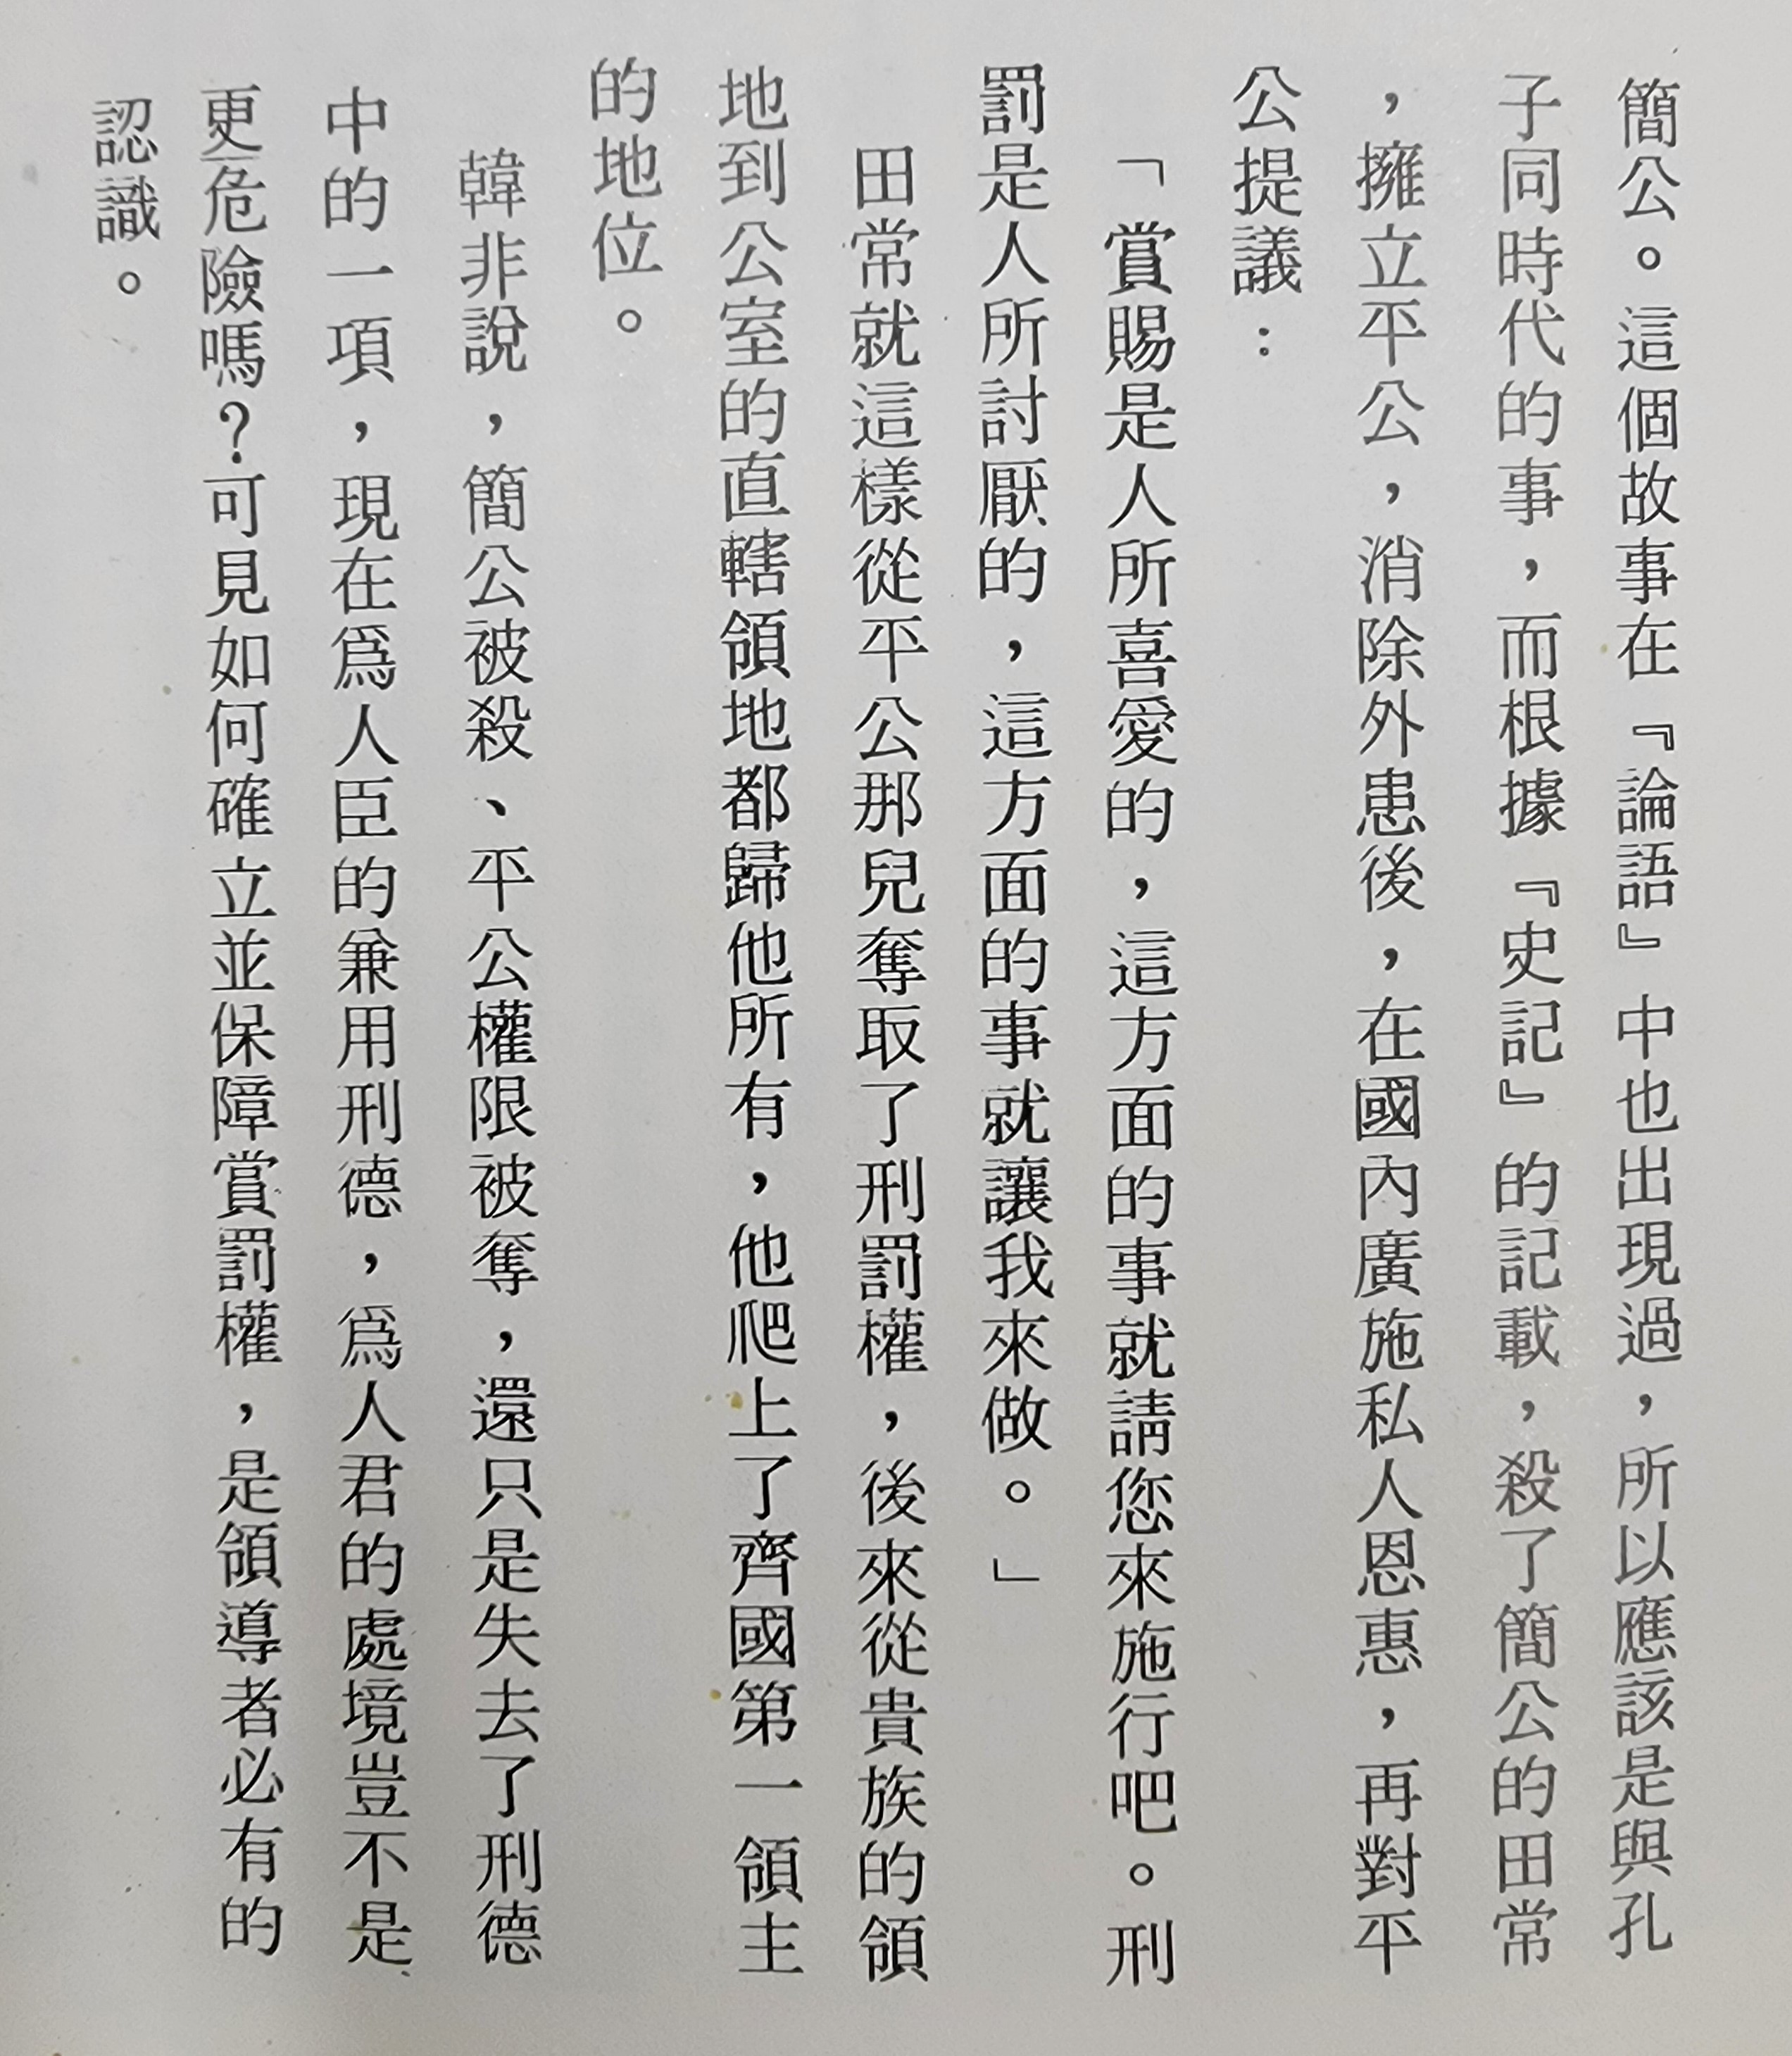 簡公。這個故事在『論語』中也出現過，所以應該是與孔
子同時代的事，而根據『史記』的記載，殺了簡公的田常
，擁立平公，消除外患後，在國內廣施私人恩惠，再對平
公提議：
「賞賜是人所喜愛的，這方面的事就請您來施行吧。刑
罰是人所討厭的，這方面的事就讓我來做。」
田常就這樣從平公那兒奪取了刑罰權，後來從貴族的領
地到公室的直轄領地都歸他所有，他爬上了齊國第一領主
的地位。
韓非說，簡公被殺、平公權限被奪，還只是失去了刑德
中的一項，現在爲人臣的兼用刑德，爲人君的處境豈不是
更危險嗎？可見如何確立並保障賞罰權，是領導者必有的
認識。